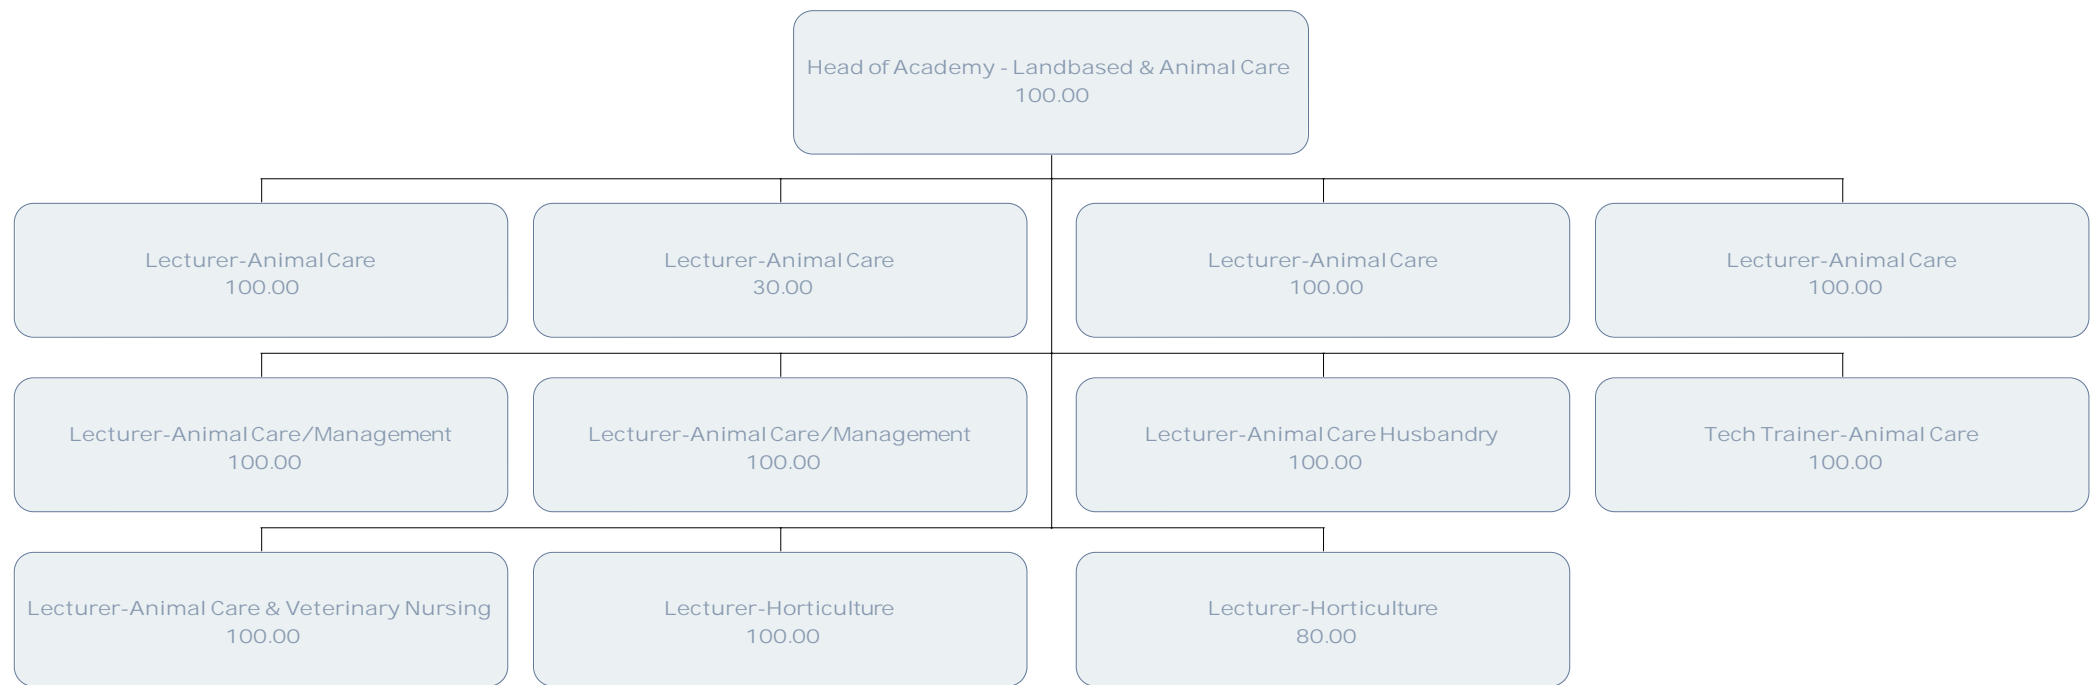 Head of Academy - Landbased & Animal Care
100.00
Lecturer-Animal Care
100.00
Lecturer-Animal Care
30.00
Lecturer-Animal Care
100.00
Lecturer-Animal Care
100.00
Lecturer-Animal Care/Management
100.00
Lecturer-Animal Care/Management
100.00
Lecturer-Animal Care Husbandry
100.00
Tech Trainer-Animal Care
100.00
Lecturer-Animal Care & Veterinary Nursing
100.00
Lecturer-Horticulture
100.00
Lecturer-Horticulture
80.00